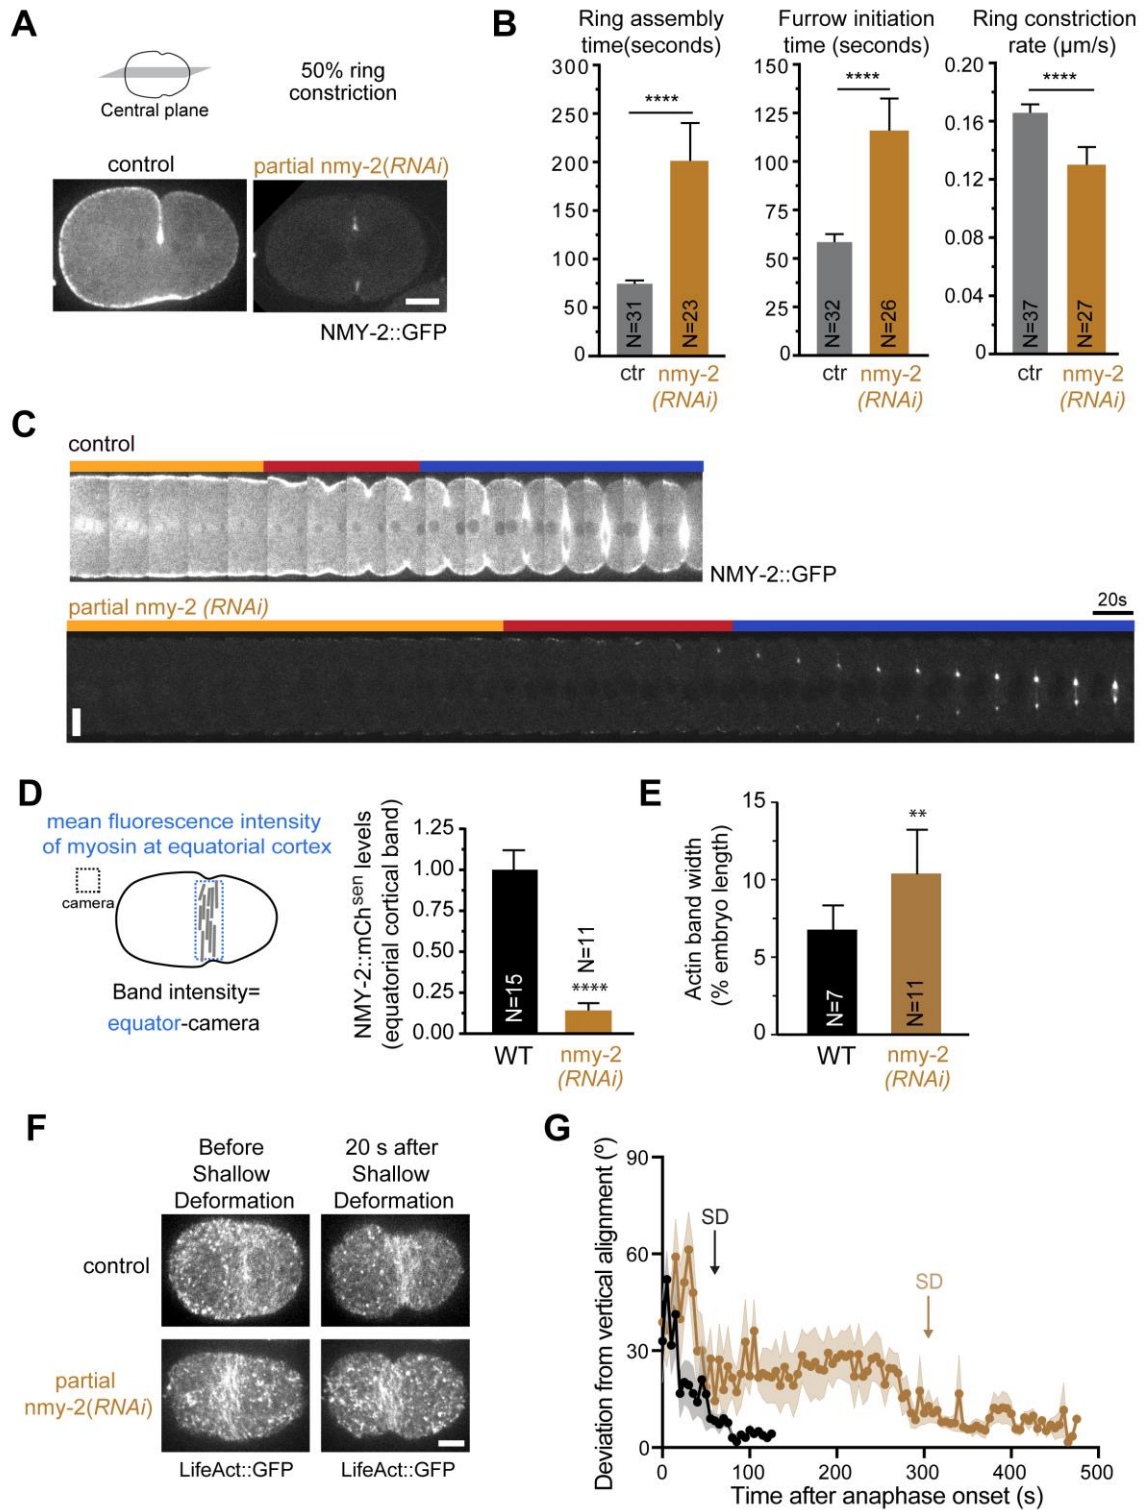 A
Central plane
50% ring
constriction
control
partial nmy-2(RNAi)
NMY-2::GFP
B
Ring assembly
time(seconds)
300
250
200
150
100
50
0
****
N=31
N=23
ctr
nmy-2
(RNAi)
Furrow initiation
time (seconds)
150
125
100
75
50
25
0
****
N=32
N=26
ctr
nmy-2
(RNAi)
Ring constriction
rate (µm/s)
0.20
0.16
0.12
0.08
0.04
0
****
N=37
N=27
ctr
nmy-2
(RNAi)
C
control
NMY-2::GFP
partial nmy-2 (RNAi)
20s
D
mean fluorescence intensity
of myosin at equatorial cortex
camera
Band intensity=
equator-camera
NMY-2::mCh^sen levels
(equatorial cortical band)
1.25
1.00
0.75
0.50
0.25
0.00
N=15
N=11
****
WT
nmy-2
(RNAi)
E
Actin band width
(% embryo length)
15
10
5
0
**
N=7
N=11
WT
nmy-2
(RNAi)
F
Before
Shallow
Deformation
20 s after
Shallow
Deformation
control
partial
nmy-2(RNAi)
LifeAct::GFP
LifeAct::GFP
G
Deviation from vertical alignment (º)
90
60
30
0
SD
SD
0
100
200
300
400
500
Time after anaphase onset (s)